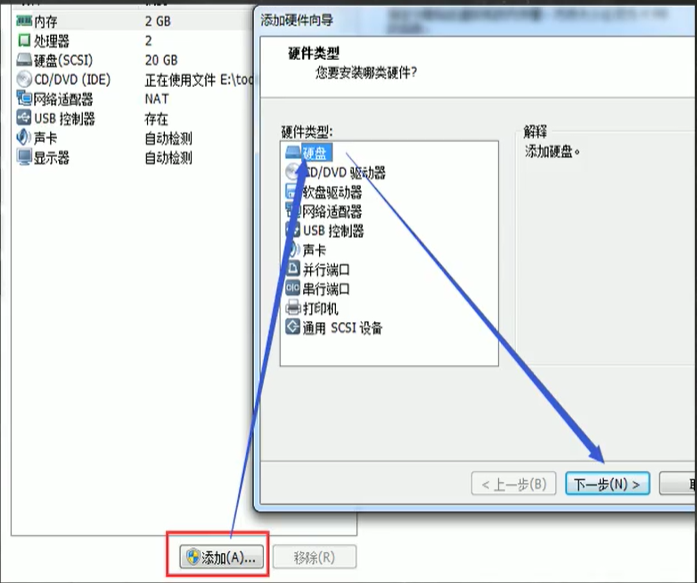 内存 2 GB
处理器 2
硬盘(SCSI) 20 GB
CD/DVD (IDE) 正在使用文件 E:\too
网络适配器 NAT
USB 控制器 存在
声卡 自动检测
显示器 自动检测
添加(A)... 移除(R)
添加硬件向导
硬件类型
您要安装哪类硬件?
硬件类型:
硬盘
CD/DVD 驱动器
软盘驱动器
网络适配器
USB 控制器
声卡
并行端口
串行端口
打印机
通用 SCSI 设备
解释
添加硬盘。
< 上一步(B) 下一步(N) >